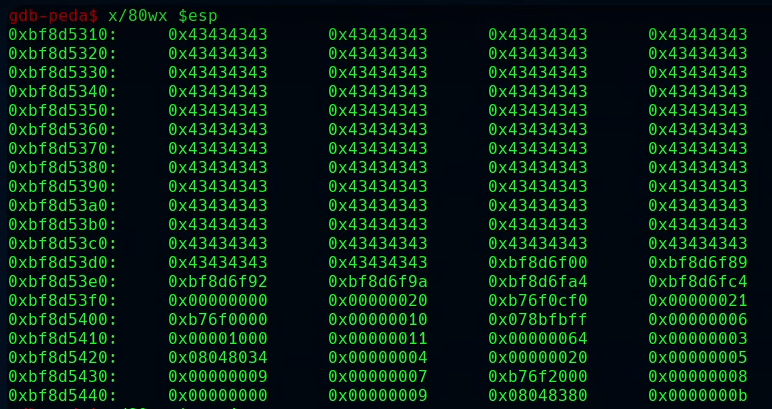 gdb-peda$ x/80wx $esp
0xbf8d5310: 0x43434343 0x43434343 0x43434343 0x43434343
0xbf8d5320: 0x43434343 0x43434343 0x43434343 0x43434343
0xbf8d5330: 0x43434343 0x43434343 0x43434343 0x43434343
0xbf8d5340: 0x43434343 0x43434343 0x43434343 0x43434343
0xbf8d5350: 0x43434343 0x43434343 0x43434343 0x43434343
0xbf8d5360: 0x43434343 0x43434343 0x43434343 0x43434343
0xbf8d5370: 0x43434343 0x43434343 0x43434343 0x43434343
0xbf8d5380: 0x43434343 0x43434343 0x43434343 0x43434343
0xbf8d5390: 0x43434343 0x43434343 0x43434343 0x43434343
0xbf8d53a0: 0x43434343 0x43434343 0x43434343 0x43434343
0xbf8d53b0: 0x43434343 0x43434343 0x43434343 0x43434343
0xbf8d53c0: 0x43434343 0x43434343 0x43434343 0x43434343
0xbf8d53d0: 0x43434343 0x43434343 0xbf8d6f00 0xbf8d6f89
0xbf8d53e0: 0xbf8d6f92 0xbf8d6f9a 0xbf8d6fa4 0xbf8d6fc4
0xbf8d53f0: 0x00000000 0x00000020 0xb76f0cf0 0x00000021
0xbf8d5400: 0xb76f0000 0x00000010 0x078bfbff 0x00000006
0xbf8d5410: 0x00001000 0x00000011 0x00000064 0x00000003
0xbf8d5420: 0x08048034 0x00000004 0x00000020 0x00000005
0xbf8d5430: 0x00000009 0x00000007 0xb76f2000 0x00000008
0xbf8d5440: 0x00000000 0x00000009 0x08048380 0x0000000b